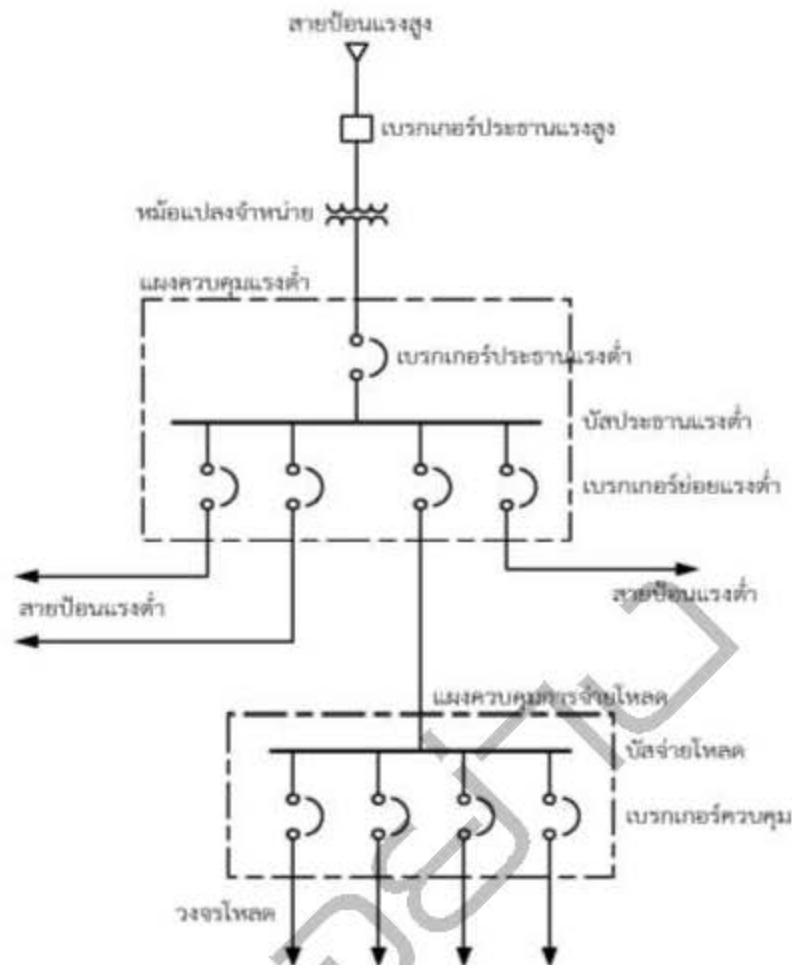 สายป้อนแรงสูง
เบรกเกอร์ประธานแรงสูง
หม้อแปลงจำหน่าย
แผงควบคุมแรงต่ำ
เบรกเกอร์ประธานแรงต่ำ
บัสประธานแรงต่ำ
เบรกเกอร์ย่อยแรงต่ำ
สายป้อนแรงต่ำ
สายป้อนแรงต่ำ
แผงควบคุมการจ่ายโหลด
บัสจ่ายโหลด
เบรกเกอร์ควบคุม
วงจรโหลด